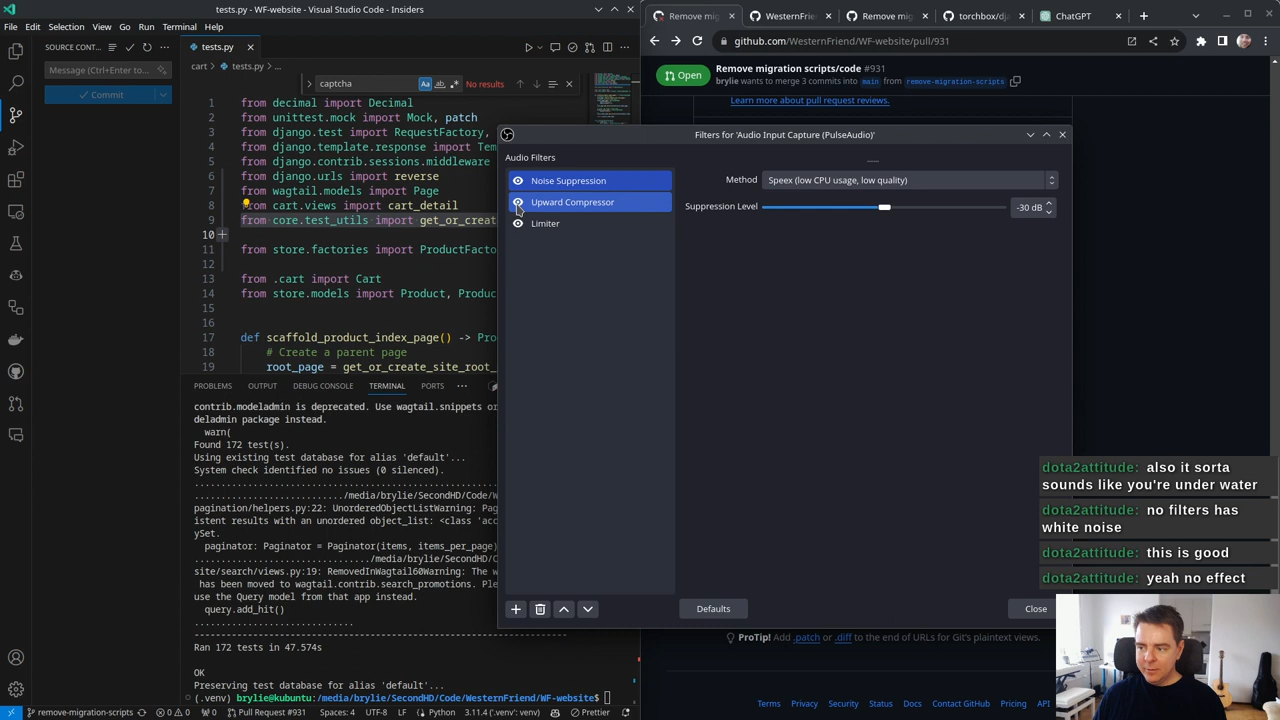 tests.py - WF-website - Visual Studio Code - Insiders
File Edit Selection View Go Run Terminal Help
SOURCE CONT...
Message (Ctrl+Enter to...
Commit
tests.py
cart > tests.py > ...
captcha
Aa
ab
No results
1 from decimal import Decimal
2 from unittest.mock import Mock, patch
3 from django.test import RequestFactory,
4 from django.template.response import Tem
5 from django.contrib.sessions.middleware
6 from django.urls import reverse
7 from wagtail.models import Page
8 from cart.views import cart_detail
9 from core.test_utils import get_or_creat
10
11 from store.factories import ProductFacto
12
13 from .cart import Cart
14 from store.models import Product, Produc
15
16
17 def scaffold_product_index_page() -> Pro
18 # Create a parent page
19 root_page = get_or_create_site_root_
PROBLEMS OUTPUT DEBUG CONSOLE TERMINAL PORTS ...
contrib.modeladmin is deprecated. Use wagtail.snippets or
deladmin package instead.
warn(
Found 172 test(s).
Using existing test database for alias 'default'...
System check identified no issues (0 silenced).
............................/media/brylie/SecondHD/Code/W
pagination/helpers.py:22: UnorderedObjectListWarning: Pag
istent results with an unordered object_list: <class 'acc
ySet.
paginator: Paginator = Paginator(items, items_per_page)
site/search/views.py:19: RemovedInWagtail60Warning: The w
has been moved to wagtail.contrib.search_promotions. Ple
use the Query model from that app instead.
query.add_hit()
Ran 172 tests in 47.574s
OK
Preserving test database for alias 'default'...
(.venv) brylie@kubuntu:/media/brylie/SecondHD/Code/WesternFriend/WF-website$
remove-migration-scripts 0 0 0 Pull Request #931 Spaces: 4 UTF-8 LF Python 3.11.4 ('.venv': venv) Prettier
Remove mig
WesternFrie
Remove mi
torchbox/dj
ChatGPT
github.com/WesternFriend/WF-website/pull/931
Open
Remove migration scripts/code #931
brylie wants to merge 3 commits into main from remove-migration-scripts
Learn more about pull request reviews.
Filters for 'Audio Input Capture (PulseAudio)'
Audio Filters
Noise Suppression
Upward Compressor
Limiter
Method
Speex (low CPU usage, low quality)
Suppression Level
-30 dB
Defaults
Close
dota2attitude: also it sorta
sounds like you're under water
dota2attitude: no filters has
white noise
dota2attitude: this is good
dota2attitude: yeah no effect
ProTip! Add .patch or .diff to the end of URLs for Git's plaintext views.
Terms Privacy Security Status Docs Contact GitHub Pricing API